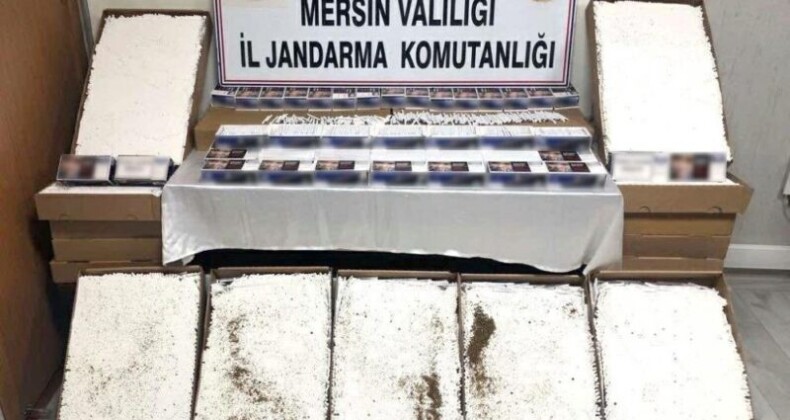 MERSİN VALİLİĞİ
İL JANDARMA KOMUTANLIĞI